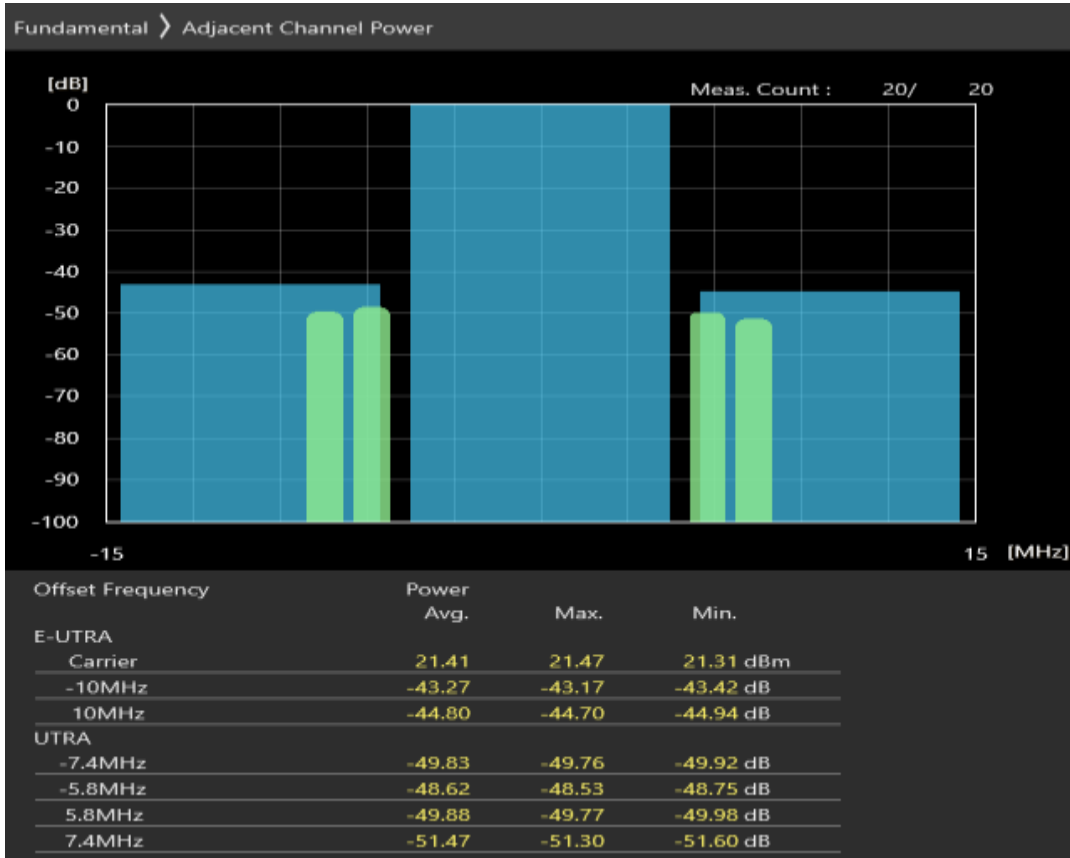 Fundamental 〉 Adjacent Channel Power
[dB]
Meas. Count : 20/ 20
0
-10
-20
-30
-40
-50
-60
-70
-80
-90
-100
-15 15 [MHz]
Offset Frequency Power
Avg. Max. Min.
E-UTRA
Carrier 21.41 21.47 21.31 dBm
-10MHz -43.27 -43.17 -43.42 dB
10MHz -44.80 -44.70 -44.94 dB
UTRA
-7.4MHz -49.83 -49.76 -49.92 dB
-5.8MHz -48.62 -48.53 -48.75 dB
5.8MHz -49.88 -49.77 -49.98 dB
7.4MHz -51.47 -51.30 -51.60 dB